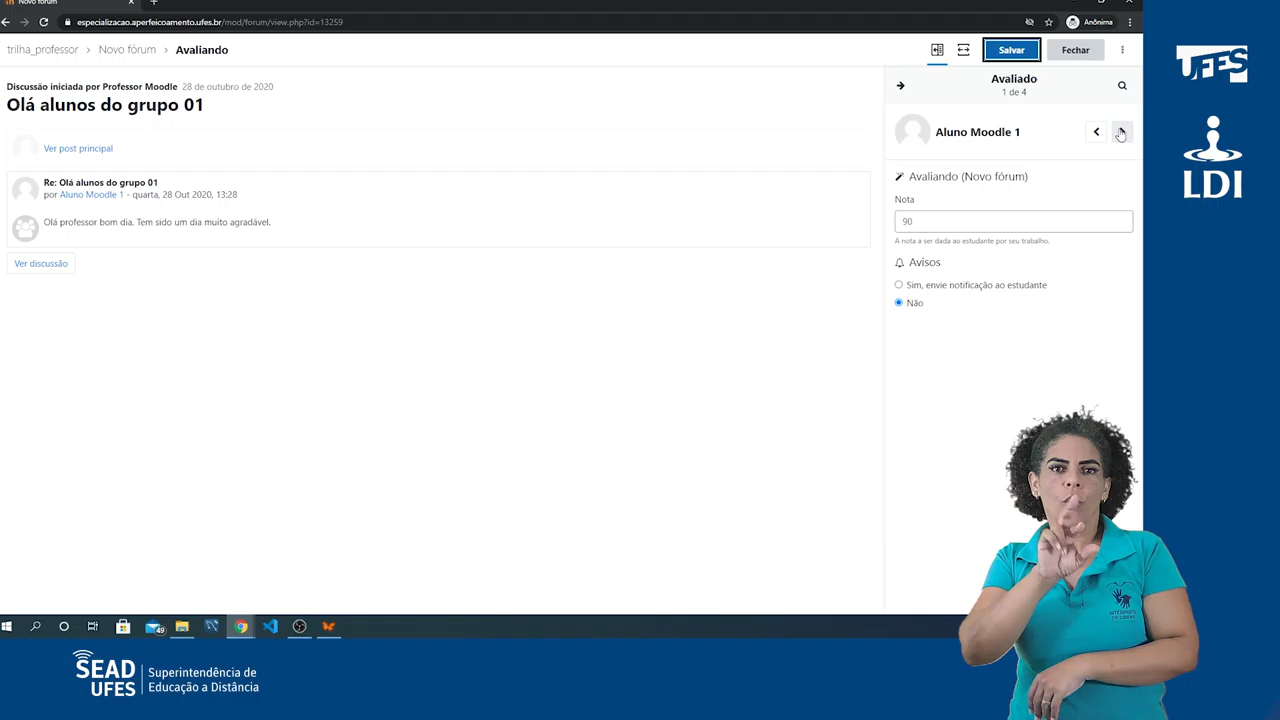 Novo fórum
especializacao.aperfeicoamento.ufes.br/mod/forum/view.php?id=13259
Anônima
trilha_professor > Novo fórum > Avaliando
Salvar
Fechar
Discussão iniciada por Professor Moodle 28 de outubro de 2020
Olá alunos do grupo 01
Ver post principal
Re: Olá alunos do grupo 01
por Aluno Moodle 1 - quarta, 28 Out 2020, 13:28
Olá professor bom dia. Tem sido um dia muito agradável.
Ver discussão
Avaliado
1 de 4
Aluno Moodle 1
Avaliando (Novo fórum)
Nota
90
A nota a ser dada ao estudante por seu trabalho.
Avisos
Sim, envie notificação ao estudante
Não
UFES
LDI
INTÉRPRETE
DE LIBRAS
49
SEAD
UFES
Superintendência de
Educação a Distância